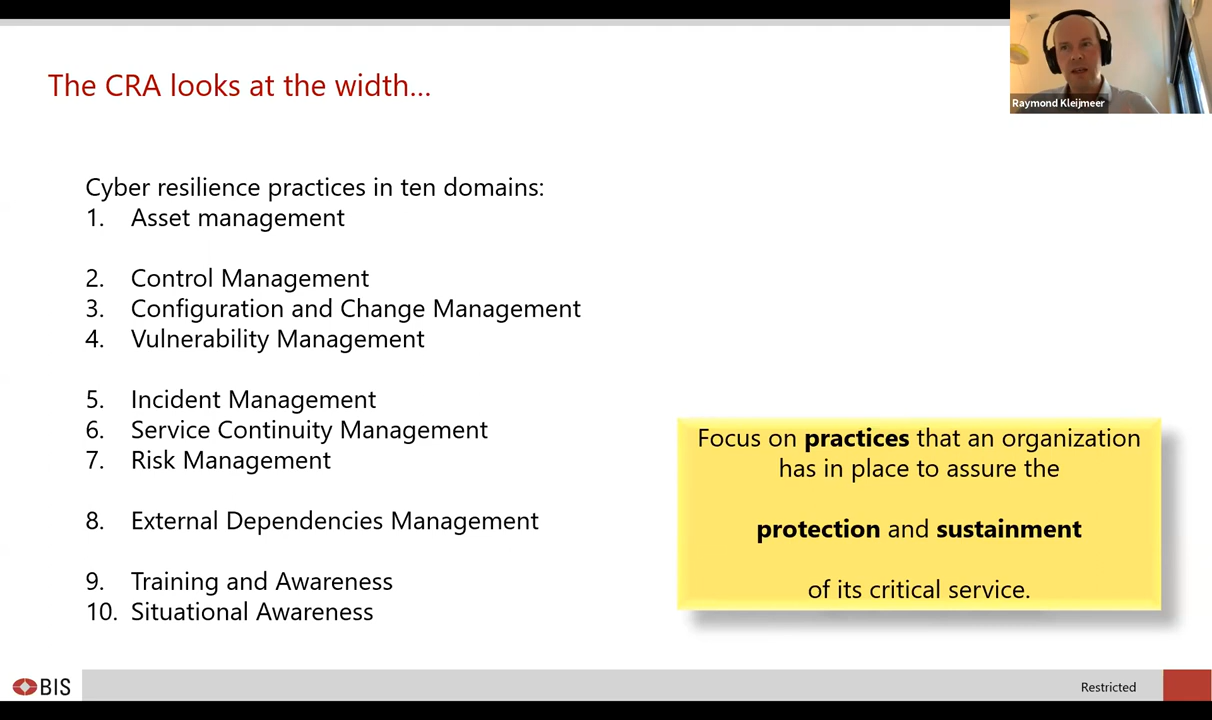 The CRA looks at the width...
Raymond Kleijmeer
Cyber resilience practices in ten domains:
1. Asset management
2. Control Management
3. Configuration and Change Management
4. Vulnerability Management
5. Incident Management
6. Service Continuity Management
7. Risk Management
8. External Dependencies Management
9. Training and Awareness
10. Situational Awareness
Focus on practices that an organization
has in place to assure the
protection and sustainment
of its critical service.
BIS
Restricted